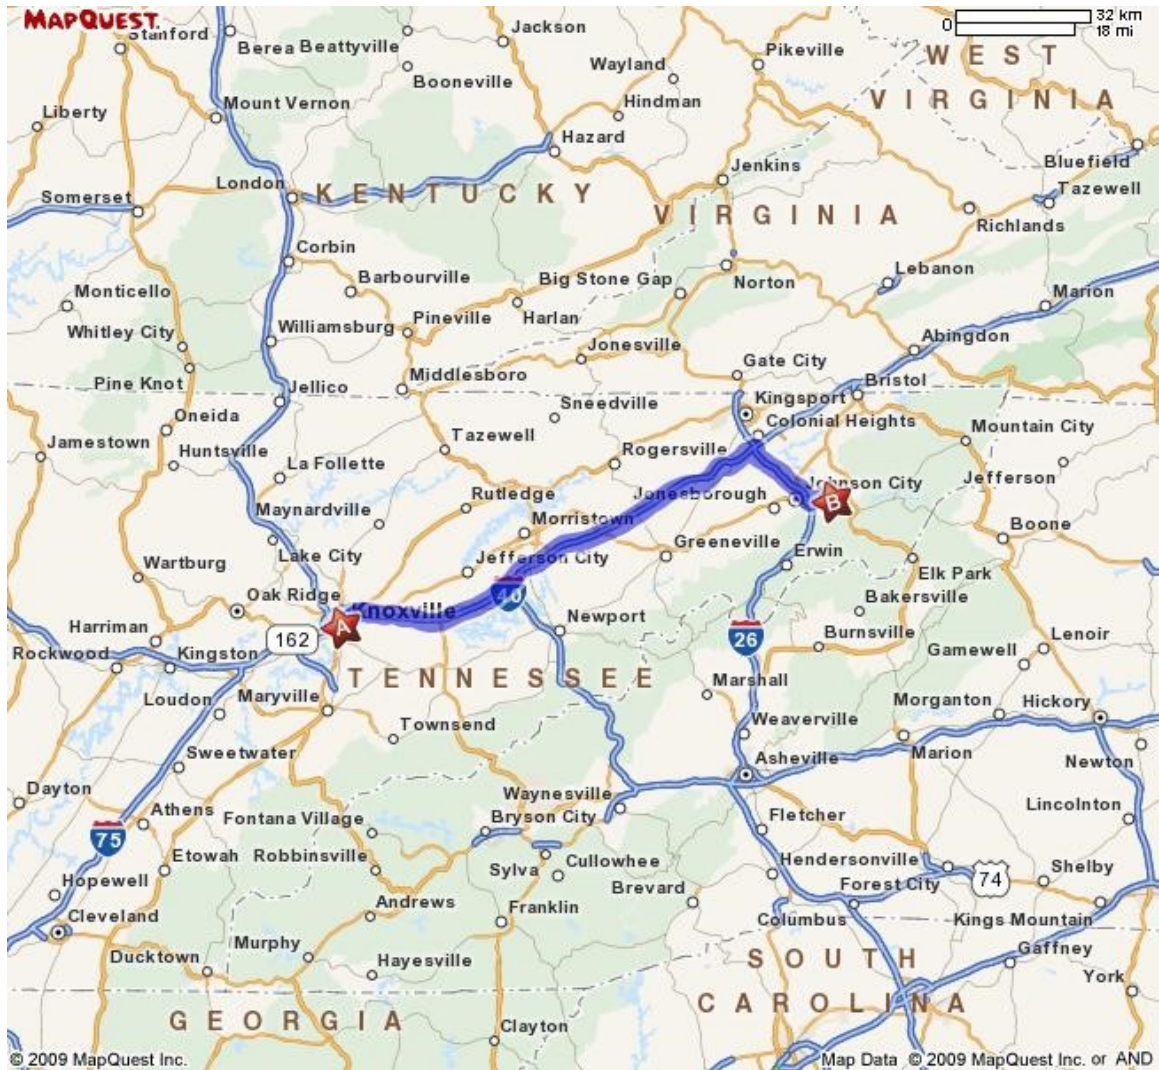 MAPQUEST.
0
32 km
18 mi
Stanford
Berea
Beattyville
Jackson
Pikeville
WEST
VIRGINIA
Booneville
Wayland
Hindman
Liberty
Mount Vernon
Hazard
Bluefield
Jenkins
Tazewell
London
KENTUCKY
VIRGINIA
Somerset
Richlands
Corbin
Barbourville
Big Stone Gap
Norton
Lebanon
Marion
Monticello
Harlan
Whitley City
Williamsburg
Pineville
Abingdon
Jonesville
Gate City
Pine Knot
Jellico
Middlesboro
Bristol
Sneedville
Kingsport
Oneida
Colonial Heights
Mountain City
Jamestown
Huntsville
Tazewell
Rogersville
La Follette
Jefferson
Rutledge
Jonesborough
Johnson City
B
Maynardville
Morristown
Boone
Lake City
Jefferson City
Greeneville
Erwin
Wartburg
Elk Park
Oak Ridge
Knoxville
40
Bakersville
Harriman
162
A
Newport
26
Burnsville
Lenoir
Rockwood
Kingston
Gamewell
TENNESSEE
Marshall
Loudon
Maryville
Morganton
Hickory
Townsend
Weaverville
Sweetwater
Marion
Asheville
Newton
Dayton
Waynesville
Athens
Fontana Village
Bryson City
Fletcher
Lincolnton
75
Etowah
Robbinsville
Sylva
Cullowhee
Hendersonville
74
Shelby
Hopewell
Brevard
Forest City
Cleveland
Andrews
Franklin
Columbus
Kings Mountain
Murphy
Gaffney
Ducktown
Hayesville
SOUTH
York
CAROLINA
GEORGIA
Clayton
© 2009 MapQuest Inc.
Map Data © 2009 MapQuest Inc. or AND